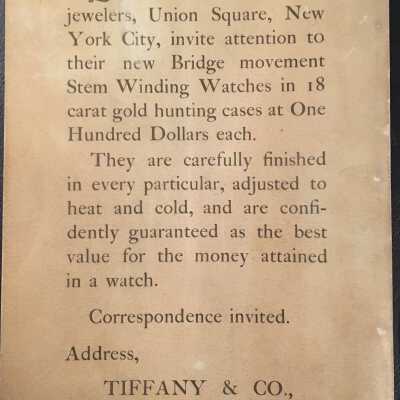 jewelers, Union Square, New
York City, invite attention to
their new Bridge movement
Stem Winding Watches in 18
carat gold hunting cases at One
Hundred Dollars each.
They are carefully finished
in every particular, adjusted to
heat and cold, and are confi-
dently guaranteed as the best
value for the money attained
in a watch.
Correspondence invited.
Address,
TIFFANY & CO.,